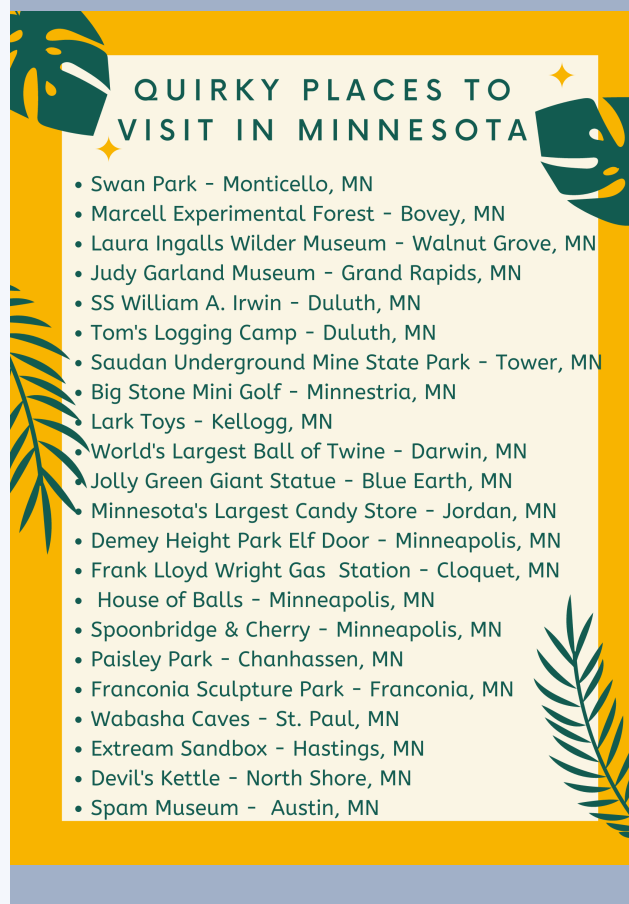 QUIRKY PLACES TO
VISIT IN MINNESOTA
• Swan Park - Monticello, MN
• Marcell Experimental Forest - Bovey, MN
• Laura Ingalls Wilder Museum - Walnut Grove, MN
• Judy Garland Museum - Grand Rapids, MN
• SS William A. Irwin - Duluth, MN
• Tom's Logging Camp - Duluth, MN
• Saudan Underground Mine State Park - Tower, MN
• Big Stone Mini Golf - Minnestria, MN
• Lark Toys - Kellogg, MN
• World's Largest Ball of Twine - Darwin, MN
• Jolly Green Giant Statue - Blue Earth, MN
• Minnesota's Largest Candy Store - Jordan, MN
• Demey Height Park Elf Door - Minneapolis, MN
• Frank Lloyd Wright Gas  Station - Cloquet, MN
•  House of Balls - Minneapolis, MN
• Spoonbridge & Cherry - Minneapolis, MN
• Paisley Park - Chanhassen, MN
• Franconia Sculpture Park - Franconia, MN
• Wabasha Caves - St. Paul, MN
• Extream Sandbox - Hastings, MN
• Devil's Kettle - North Shore, MN
• Spam Museum -  Austin, MN